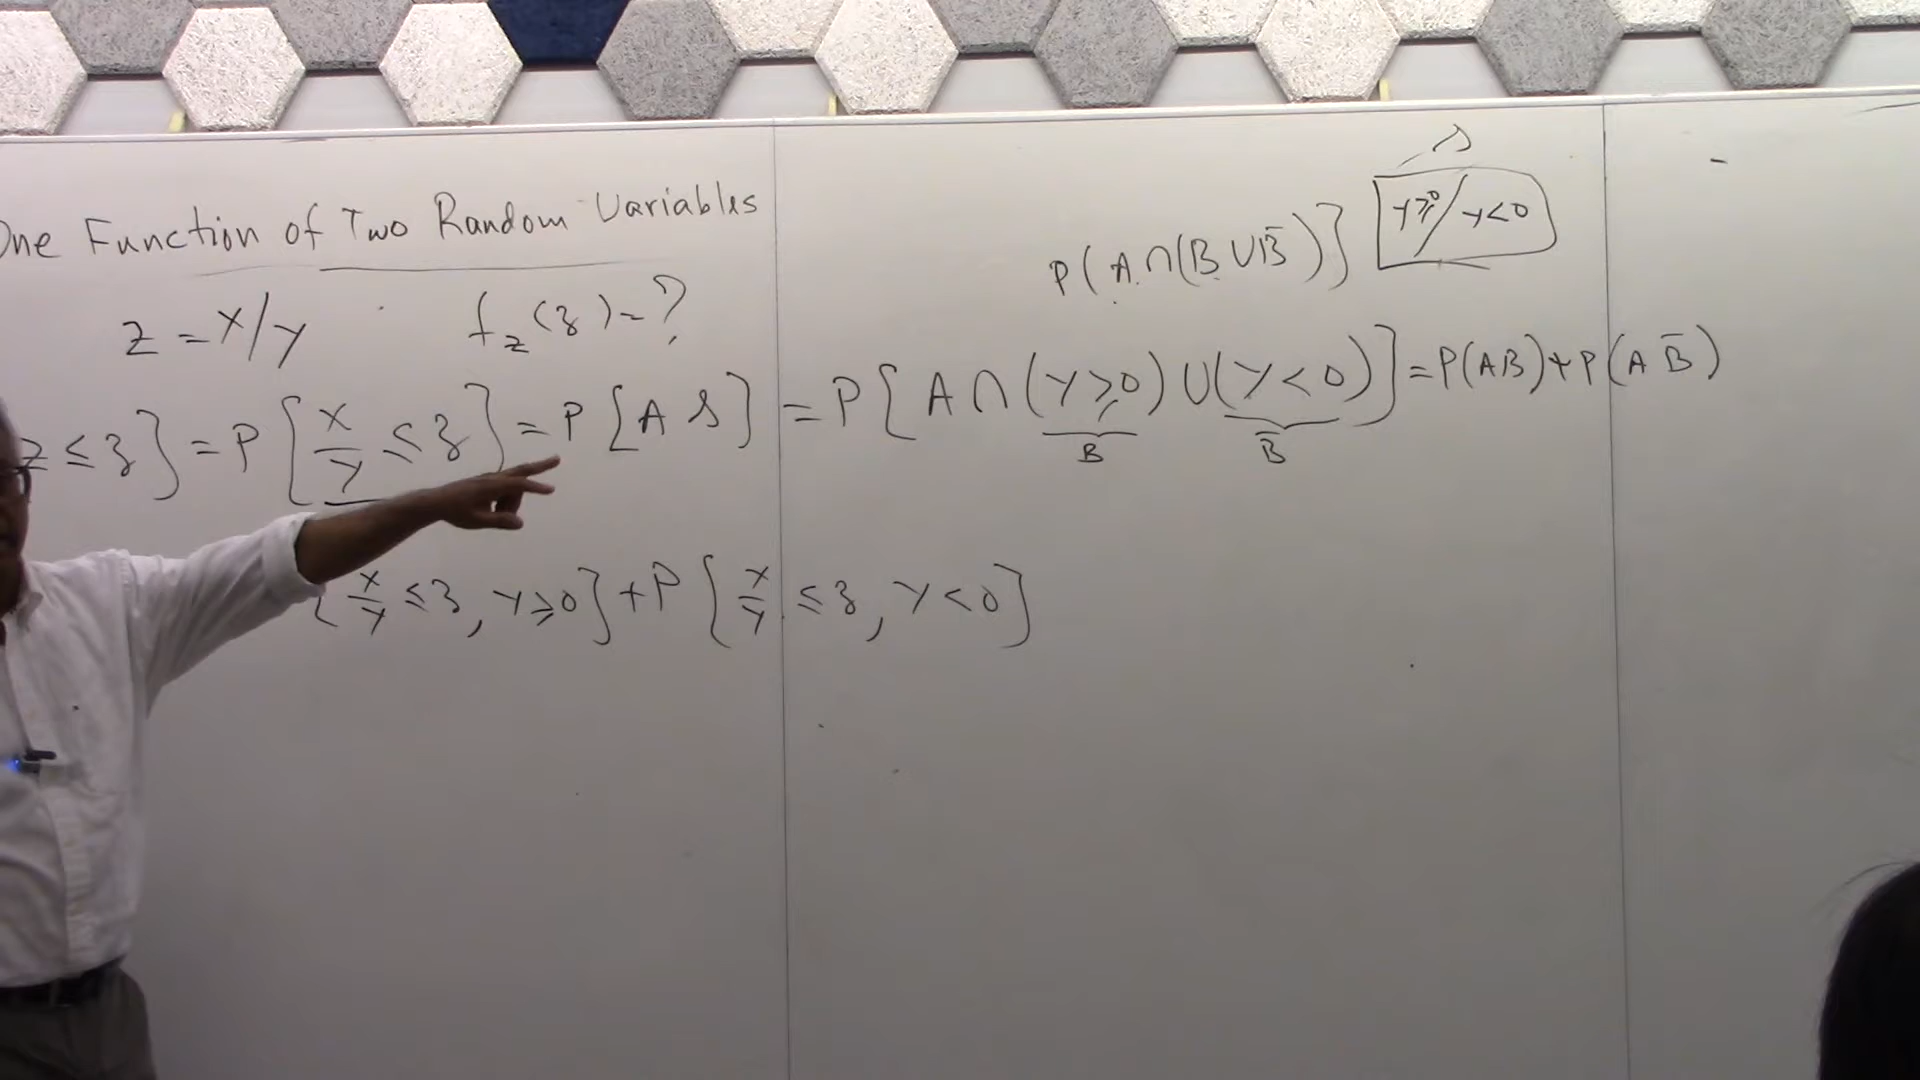 One Function of Two Random Variables
S
Y ≥ 0 / Y < 0
P(A ∩ (B ∪ B̄)]
Z = X/Y f_Z(z) = ?
Z ≤ z] = P[X/Y ≤ z] = P[A S] = P[A ∩ (Y ≥ 0) ∪ (Y < 0)] = P(AB) + P(A B̄)
B B̄
[X/Y ≤ z, Y ≥ 0] + P[X/Y ≤ z, Y < 0]